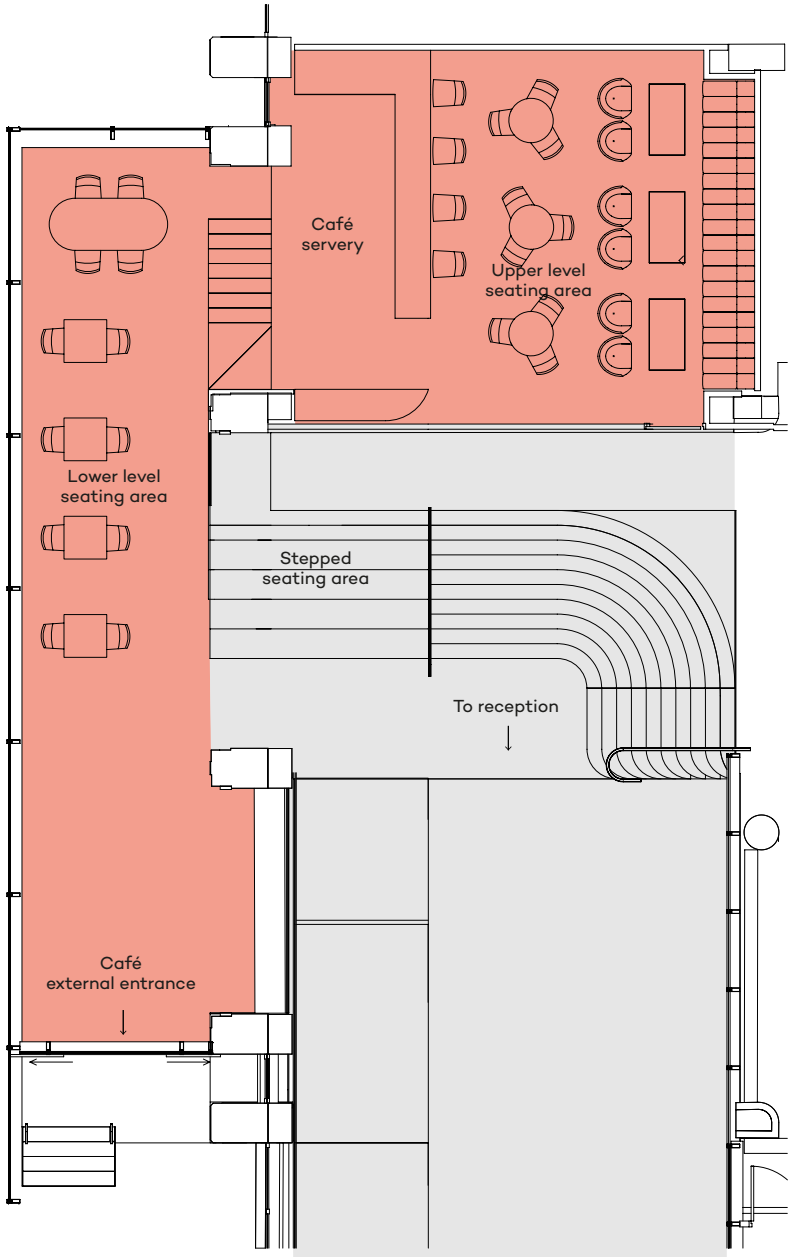 Café
servery
Upper level
seating area
Lower level
seating area
Stepped
seating area
To reception
Café
external entrance